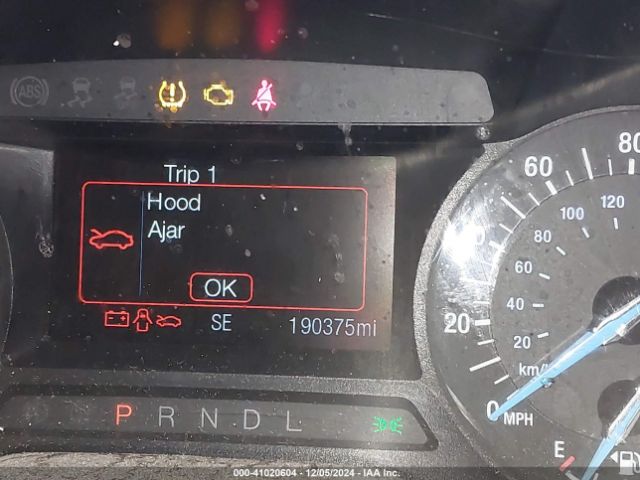 ABS
Trip 1
Hood
Ajar
OK
SE 190375mi
P R N D L
0 20 60 80
20 40 60 80 100 120
MPH
E
000-41020604 - 12/05/2024 - IAA Inc.